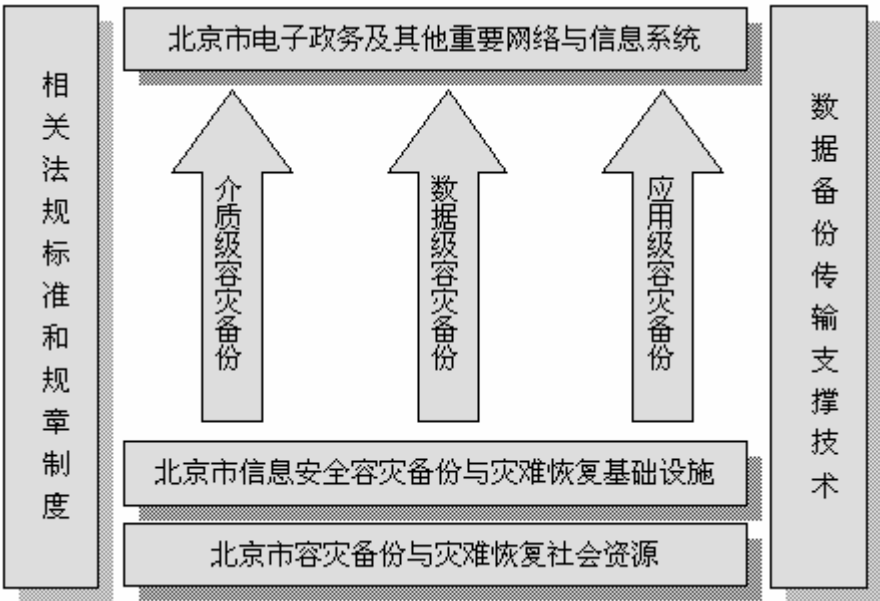 相关法规标准和规章制度
北京市电子政务及其他重要网络与信息系统
介质级容灾备份
数据级容灾备份
应用级容灾备份
北京市信息安全容灾备份与灾难恢复基础设施
北京市容灾备份与灾难恢复社会资源
数据备份传输支撑技术